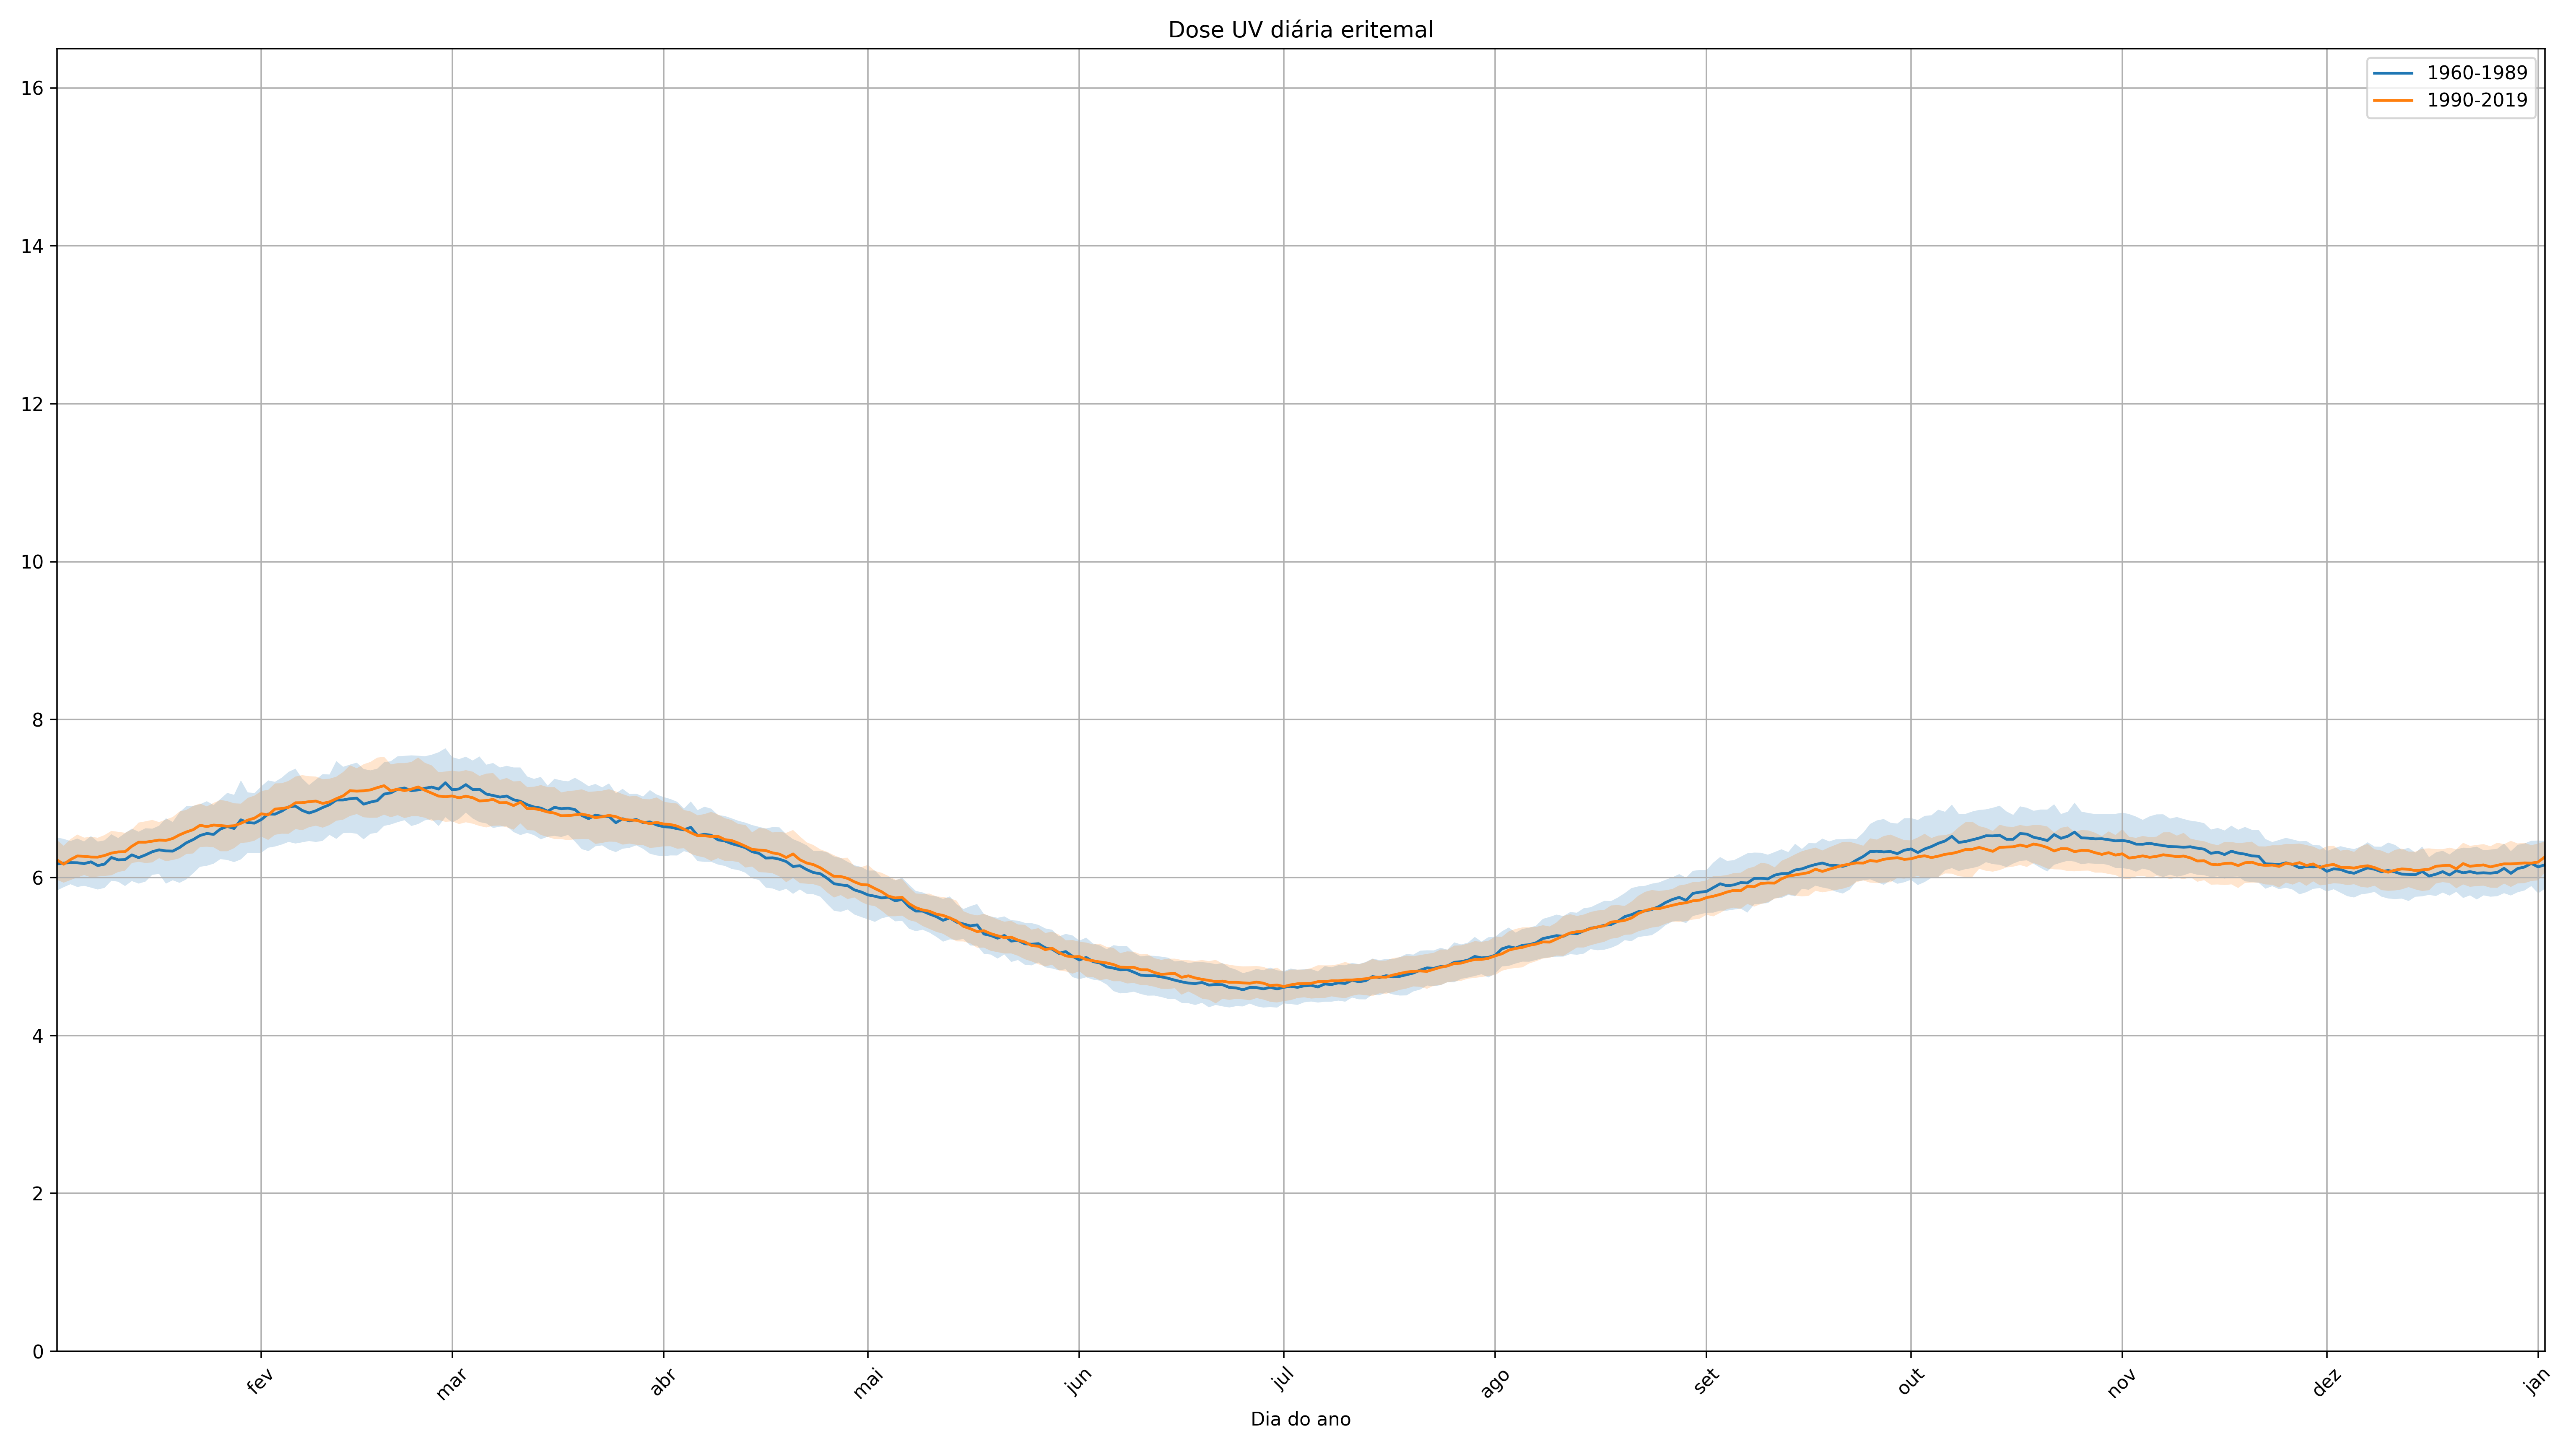 Dose UV diária eritemal
1960-1989
1990-2019
16
14
12
10
8
6
4
2
0
fev
mar
abr
mai
jun
jul
ago
set
out
nov
dez
jan
Dia do ano